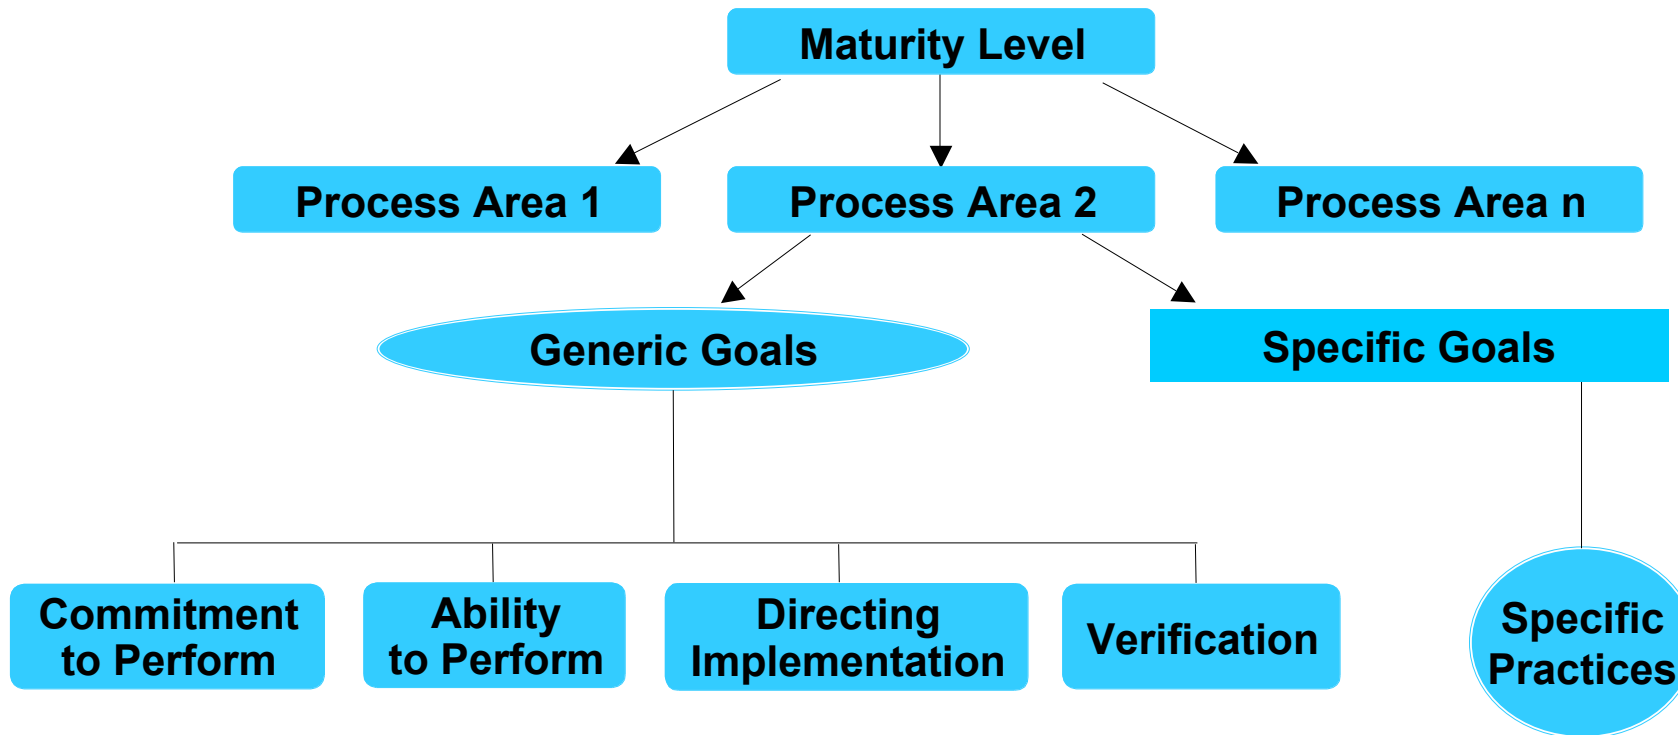 Maturity Level
Process Area 1
Process Area 2
Process Area n
Generic Goals
Specific Goals
Commitment
to Perform
Ability
to Perform
Directing
Implementation
Verification
Specific
Practices